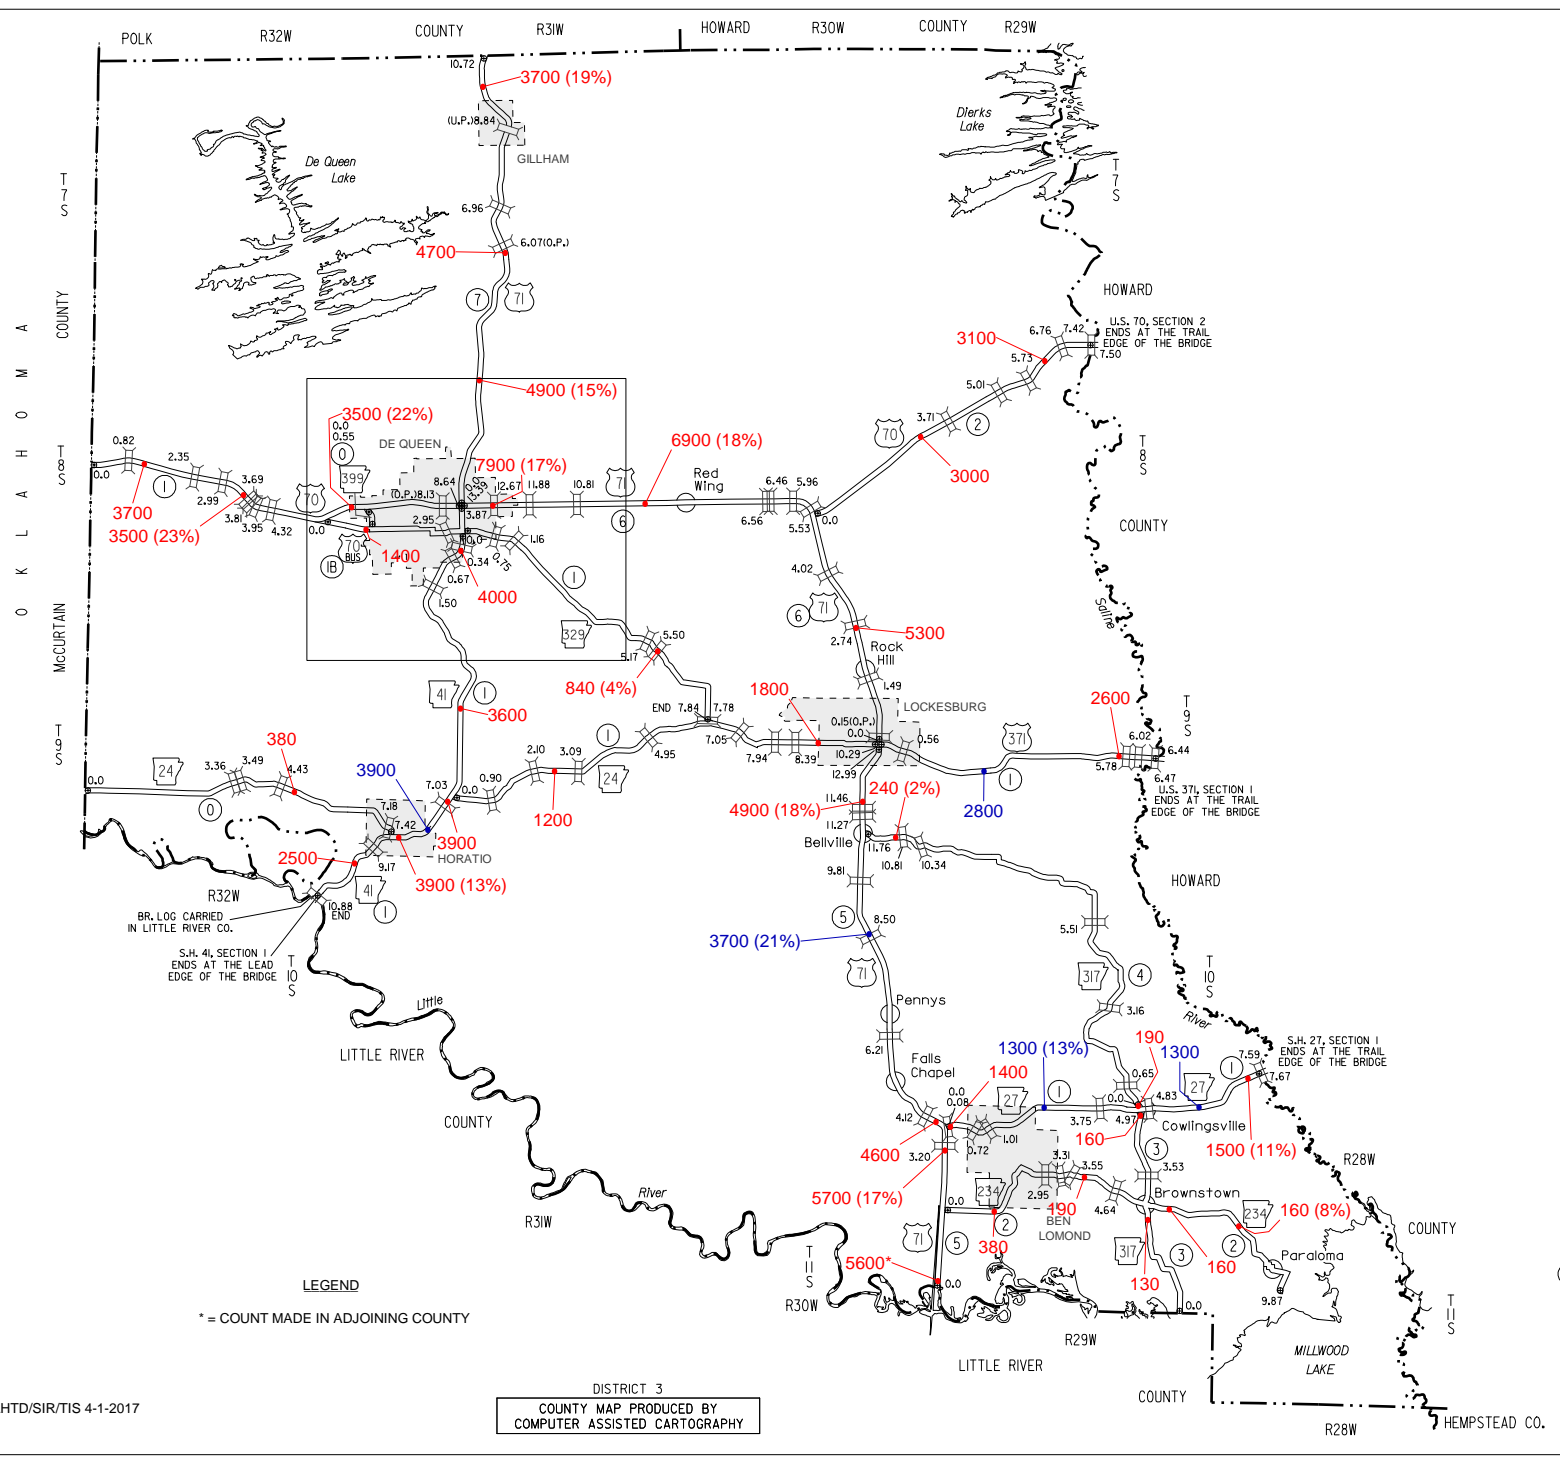 POLK
R32W
COUNTY
R31W
HOWARD
R30W
COUNTY
R29W
10.72
3700 (19%)
(U.P.)8.84
GILLHAM
Dierks
Lake
De Queen
Lake
T
7
S
T
7
S
6.96
6.07(O.P.)
4700
7
71
HOWARD
COUNTY
OKLAHOMA
U.S. 70, SECTION 2
ENDS AT THE TRAIL
EDGE OF THE BRIDGE
6.76
7.42
7.50
3100
5.73
5.01
4900 (15%)
3500 (22%)
0.0
0.55
0
399
DE QUEEN
3.71
2
70
3000
6900 (18%)
7900 (17%)
T
8
S
T
8
S
0.82
0.0
2.35
1
2.99
3.69
3700
3500 (23%)
3.81
3.95
4.32
70
0.0
(O.P.)8.13
8.64
0.0
13.39
12.67
11.88
10.81
71
6
Red
Wing
6.46
5.96
6.56
5.53
0.0
3.87
2.95
0.0
70
BUS
1B
1400
0.34
0.75
1.16
0.67
1.50
4000
1
329
COUNTY
4.02
6
71
5300
2.74
Rock
Hill
1.49
Saline
McCURTAIN
5.50
5.17
840 (4%)
41
1
3600
END 7.84
7.78
1800
LOCKESBURG
0.15(O.P.)
0.0
10.29
12.99
0.56
371
1
2800
2600
6.02
6.44
5.78
6.47
T
9
S
T
9
S
U.S. 371, SECTION 1
ENDS AT THE TRAIL
EDGE OF THE BRIDGE
380
24
0.0
3.36
3.49
4.43
0
3900
7.03
0.0
0.90
2.10
3.09
1
24
4.95
7.05
7.94
8.39
1200
7.18
7.42
3900
HORATIO
3900 (13%)
2500
9.17
41
1
10.88
END
R32W
BR. LOG CARRIED
IN LITTLE RIVER CO.
S.H. 41, SECTION 1
ENDS AT THE LEAD
EDGE OF THE BRIDGE
T
10
S
4900 (18%)
11.46
11.27
240 (2%)
Bellville
11.76
10.81
10.34
9.81
5
8.50
3700 (21%)
71
HOWARD
5.51
317
4
3.16
T
10
S
River
Pennys
6.21
Falls
Chapel
Little
LITTLE RIVER
COUNTY
River
R31W
1300 (13%)
190
1300
S.H. 27, SECTION 1
ENDS AT THE TRAIL
EDGE OF THE BRIDGE
7.59
7.67
1
27
1400
0.0
0.08
27
1
0.65
0.0
4.83
3.75
4.97
Cowlingsville
1500 (11%)
4.12
4600
3.20
0.72
1.01
160
3
3.53
R28W
5700 (17%)
3.31
3.55
2.95
234
0.0
190
4.64
Brownstown
234
160 (8%)
COUNTY
2
380
BEN
LOMOND
71
5
5600*
0.0
317
130
3
160
2
Paraloma
9.87
0.0
T
11
S
T
11
S
R30W
R29W
LITTLE RIVER
COUNTY
MILLWOOD
LAKE
LEGEND
* = COUNT MADE IN ADJOINING COUNTY
HTD/SIR/TIS 4-1-2017
DISTRICT 3
COUNTY MAP PRODUCED BY
COMPUTER ASSISTED CARTOGRAPHY
R28W
HEMPSTEAD CO.